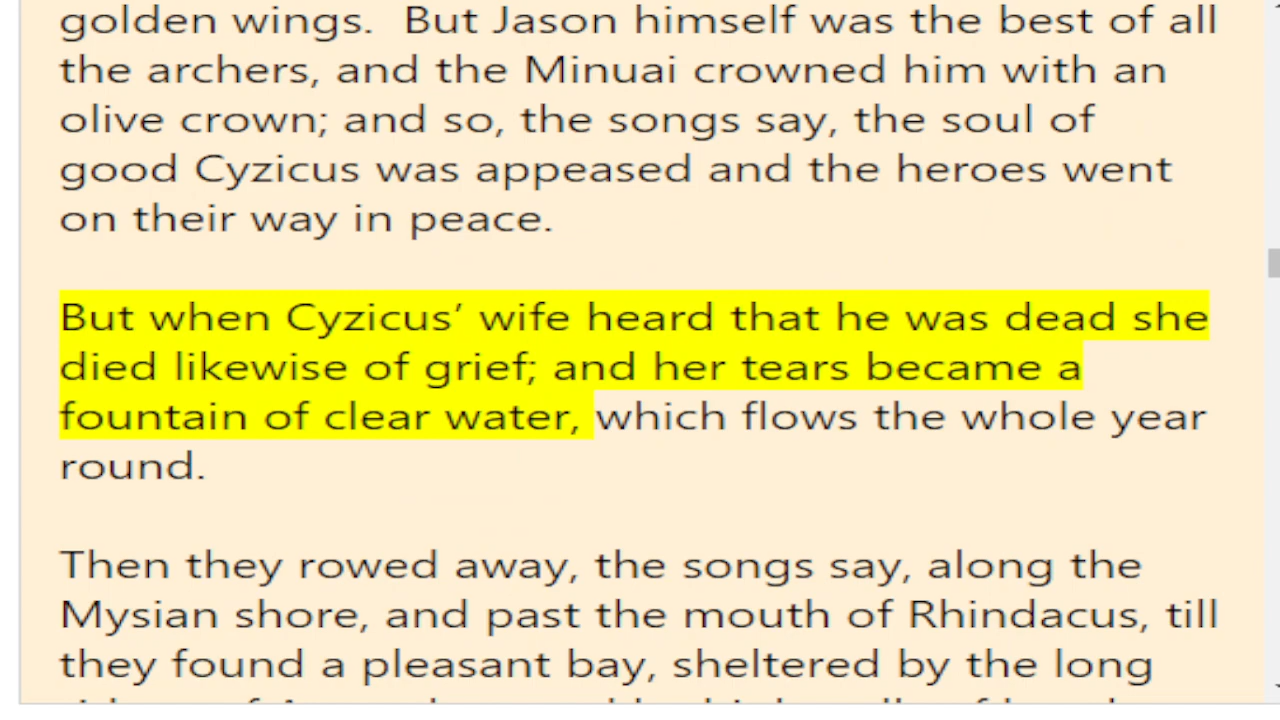 golden wings.  But Jason himself was the best of all
the archers, and the Minuai crowned him with an
olive crown; and so, the songs say, the soul of
good Cyzicus was appeased and the heroes went
on their way in peace.
But when Cyzicus’ wife heard that he was dead she
died likewise of grief; and her tears became a
fountain of clear water, which flows the whole year
round.
Then they rowed away, the songs say, along the
Mysian shore, and past the mouth of Rhindacus, till
they found a pleasant bay, sheltered by the long